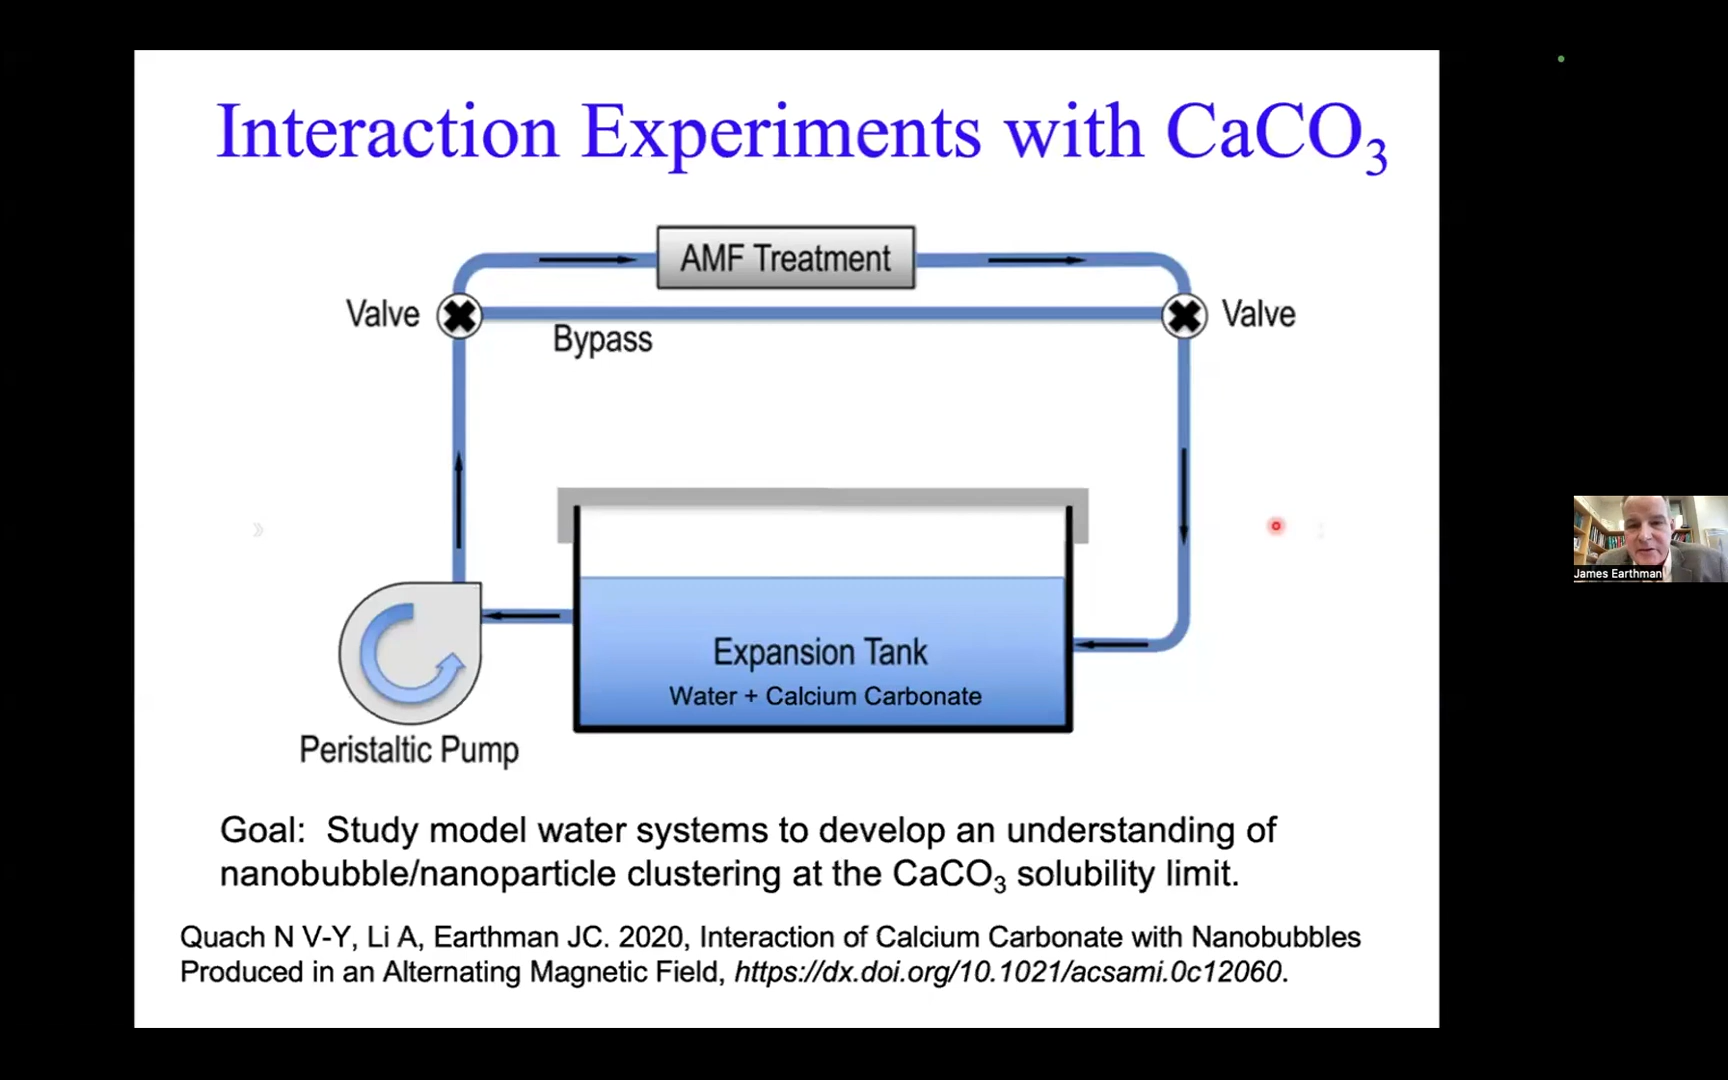 Interaction Experiments with CaCO₃
AMF Treatment
Valve
Valve
Bypass
Expansion Tank
Water + Calcium Carbonate
Peristaltic Pump
James Earthman
Goal:  Study model water systems to develop an understanding of
nanobubble/nanoparticle clustering at the CaCO₃ solubility limit.
Quach N V-Y, Li A, Earthman JC. 2020, Interaction of Calcium Carbonate with Nanobubbles
Produced in an Alternating Magnetic Field, https://dx.doi.org/10.1021/acsami.0c12060.